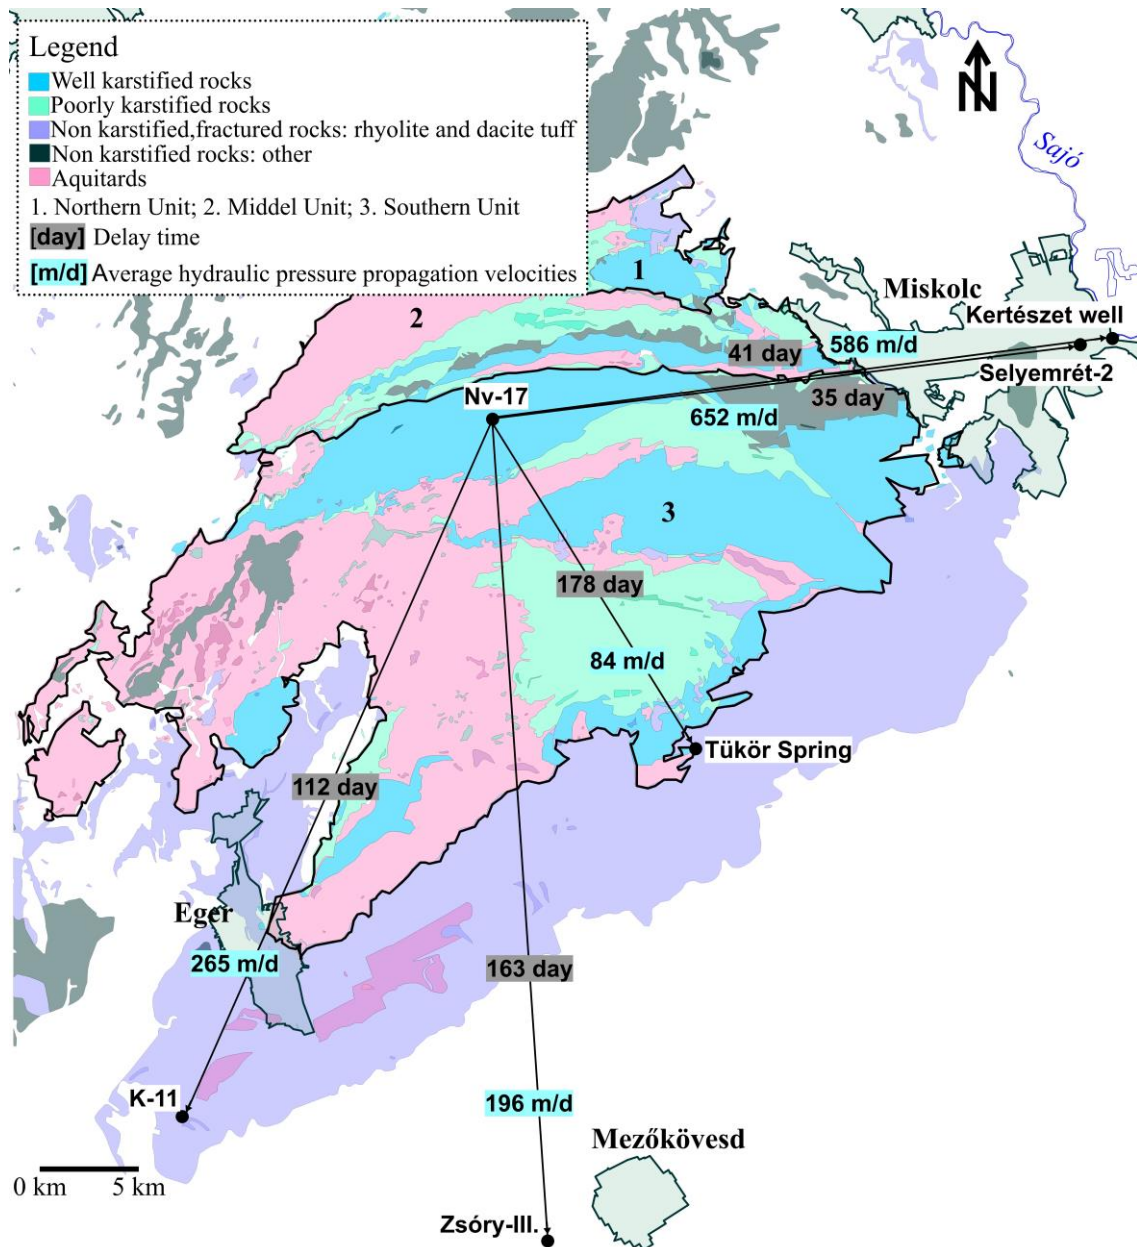 Legend
Well karstified rocks
Poorly karstified rocks
Non karstified,fractured rocks: rhyolite and dacite tuff
Non karstified rocks: other
Aquitards
1. Northern Unit; 2. Middel Unit; 3. Southern Unit
[day] Delay time
[m/d] Average hydraulic pressure propagation velocities
N
Sajó
1
Miskolc
2
Kertészet well
586 m/d
41 day
Selyemrét-2
Nv-17
35 day
652 m/d
3
178 day
84 m/d
Tükör Spring
112 day
Eger
265 m/d
163 day
K-11
196 m/d
Mezőkövesd
0 km 5 km
Zsóry-III.